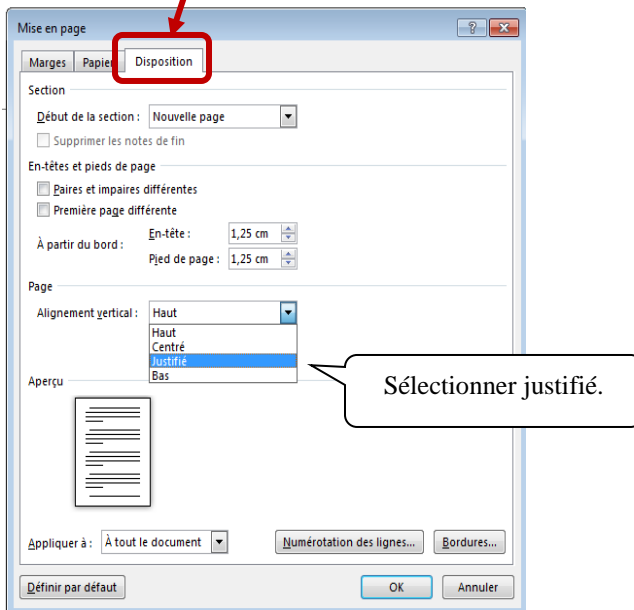 Mise en page
Marges Papier Disposition
Section
Début de la section : Nouvelle page
Supprimer les notes de fin
En-têtes et pieds de page
Paires et impaires différentes
Première page différente
À partir du bord :
En-tête : 1,25 cm
Pied de page : 1,25 cm
Page
Alignement vertical : Haut
Haut
Centré
Justifié
Bas
Sélectionner justifié.
Aperçu
Appliquer à : À tout le document
Numérotation des lignes... Bordures...
Définir par défaut OK Annuler